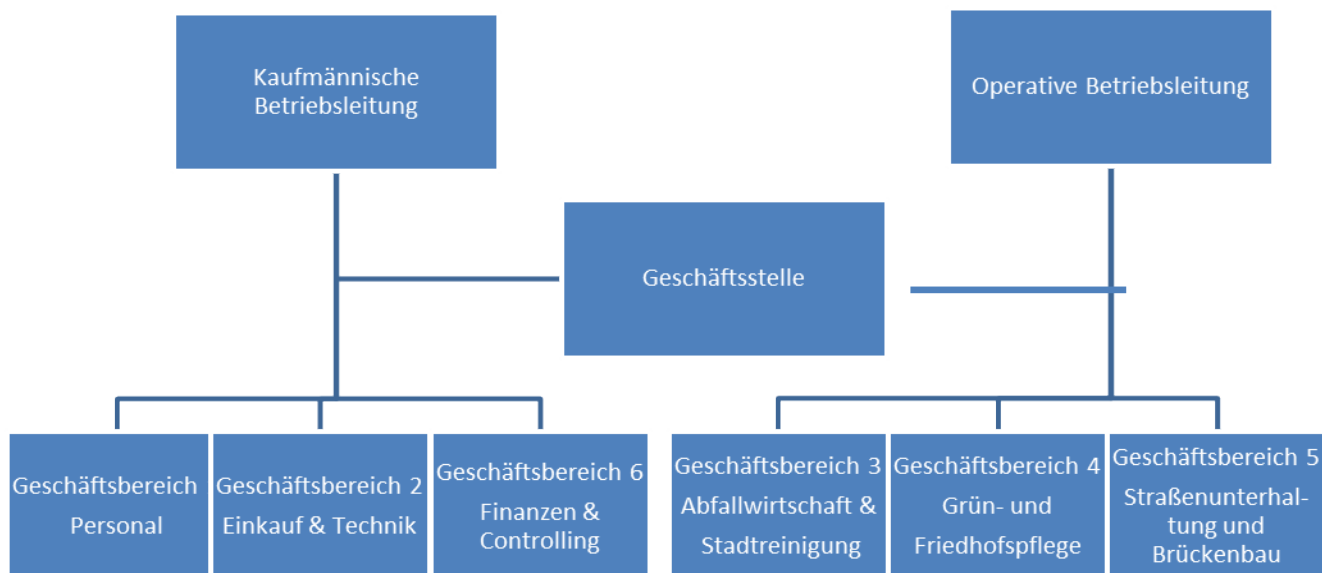 Kaufmännische
Betriebsleitung
Operative Betriebsleitung
Geschäftsstelle
Geschäftsbereich
Personal
Geschäftsbereich 2
Einkauf & Technik
Geschäftsbereich 6
Finanzen &
Controlling
Geschäftsbereich 3
Abfallwirtschaft &
Stadtreinigung
Geschäftsbereich 4
Grün- und
Friedhofspflege
Geschäftsbereich 5
Straßenunterhal-
tung und
Brückenbau